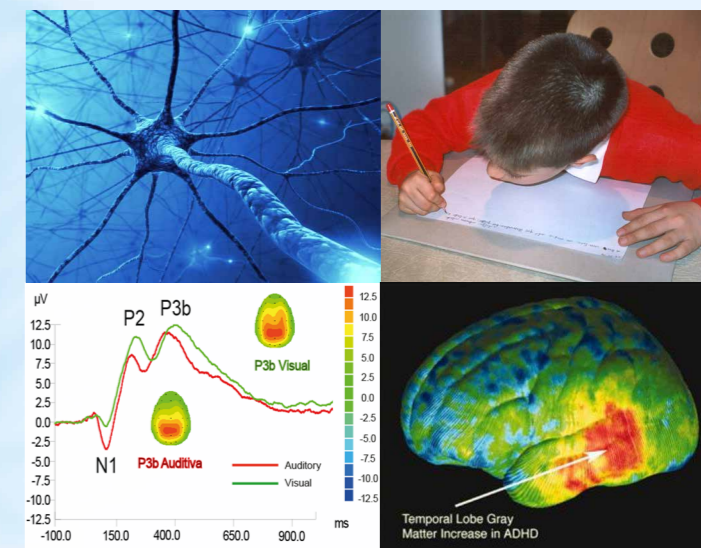 µV
P2
P3b
P3b Visual
N1
P3b Auditiva
Auditory
Visual
12.5
10.0
7.5
5.0
2.5
0.0
-2.5
-5.0
-7.5
-10.0
-12.5
-100.0 150.0 400.0 650.0 900.0
ms
12.5
10.0
7.5
5.0
2.5
0.0
-2.5
-5.0
-7.5
-10.0
-12.5
Temporal Lobe Gray
Matter Increase in ADHD